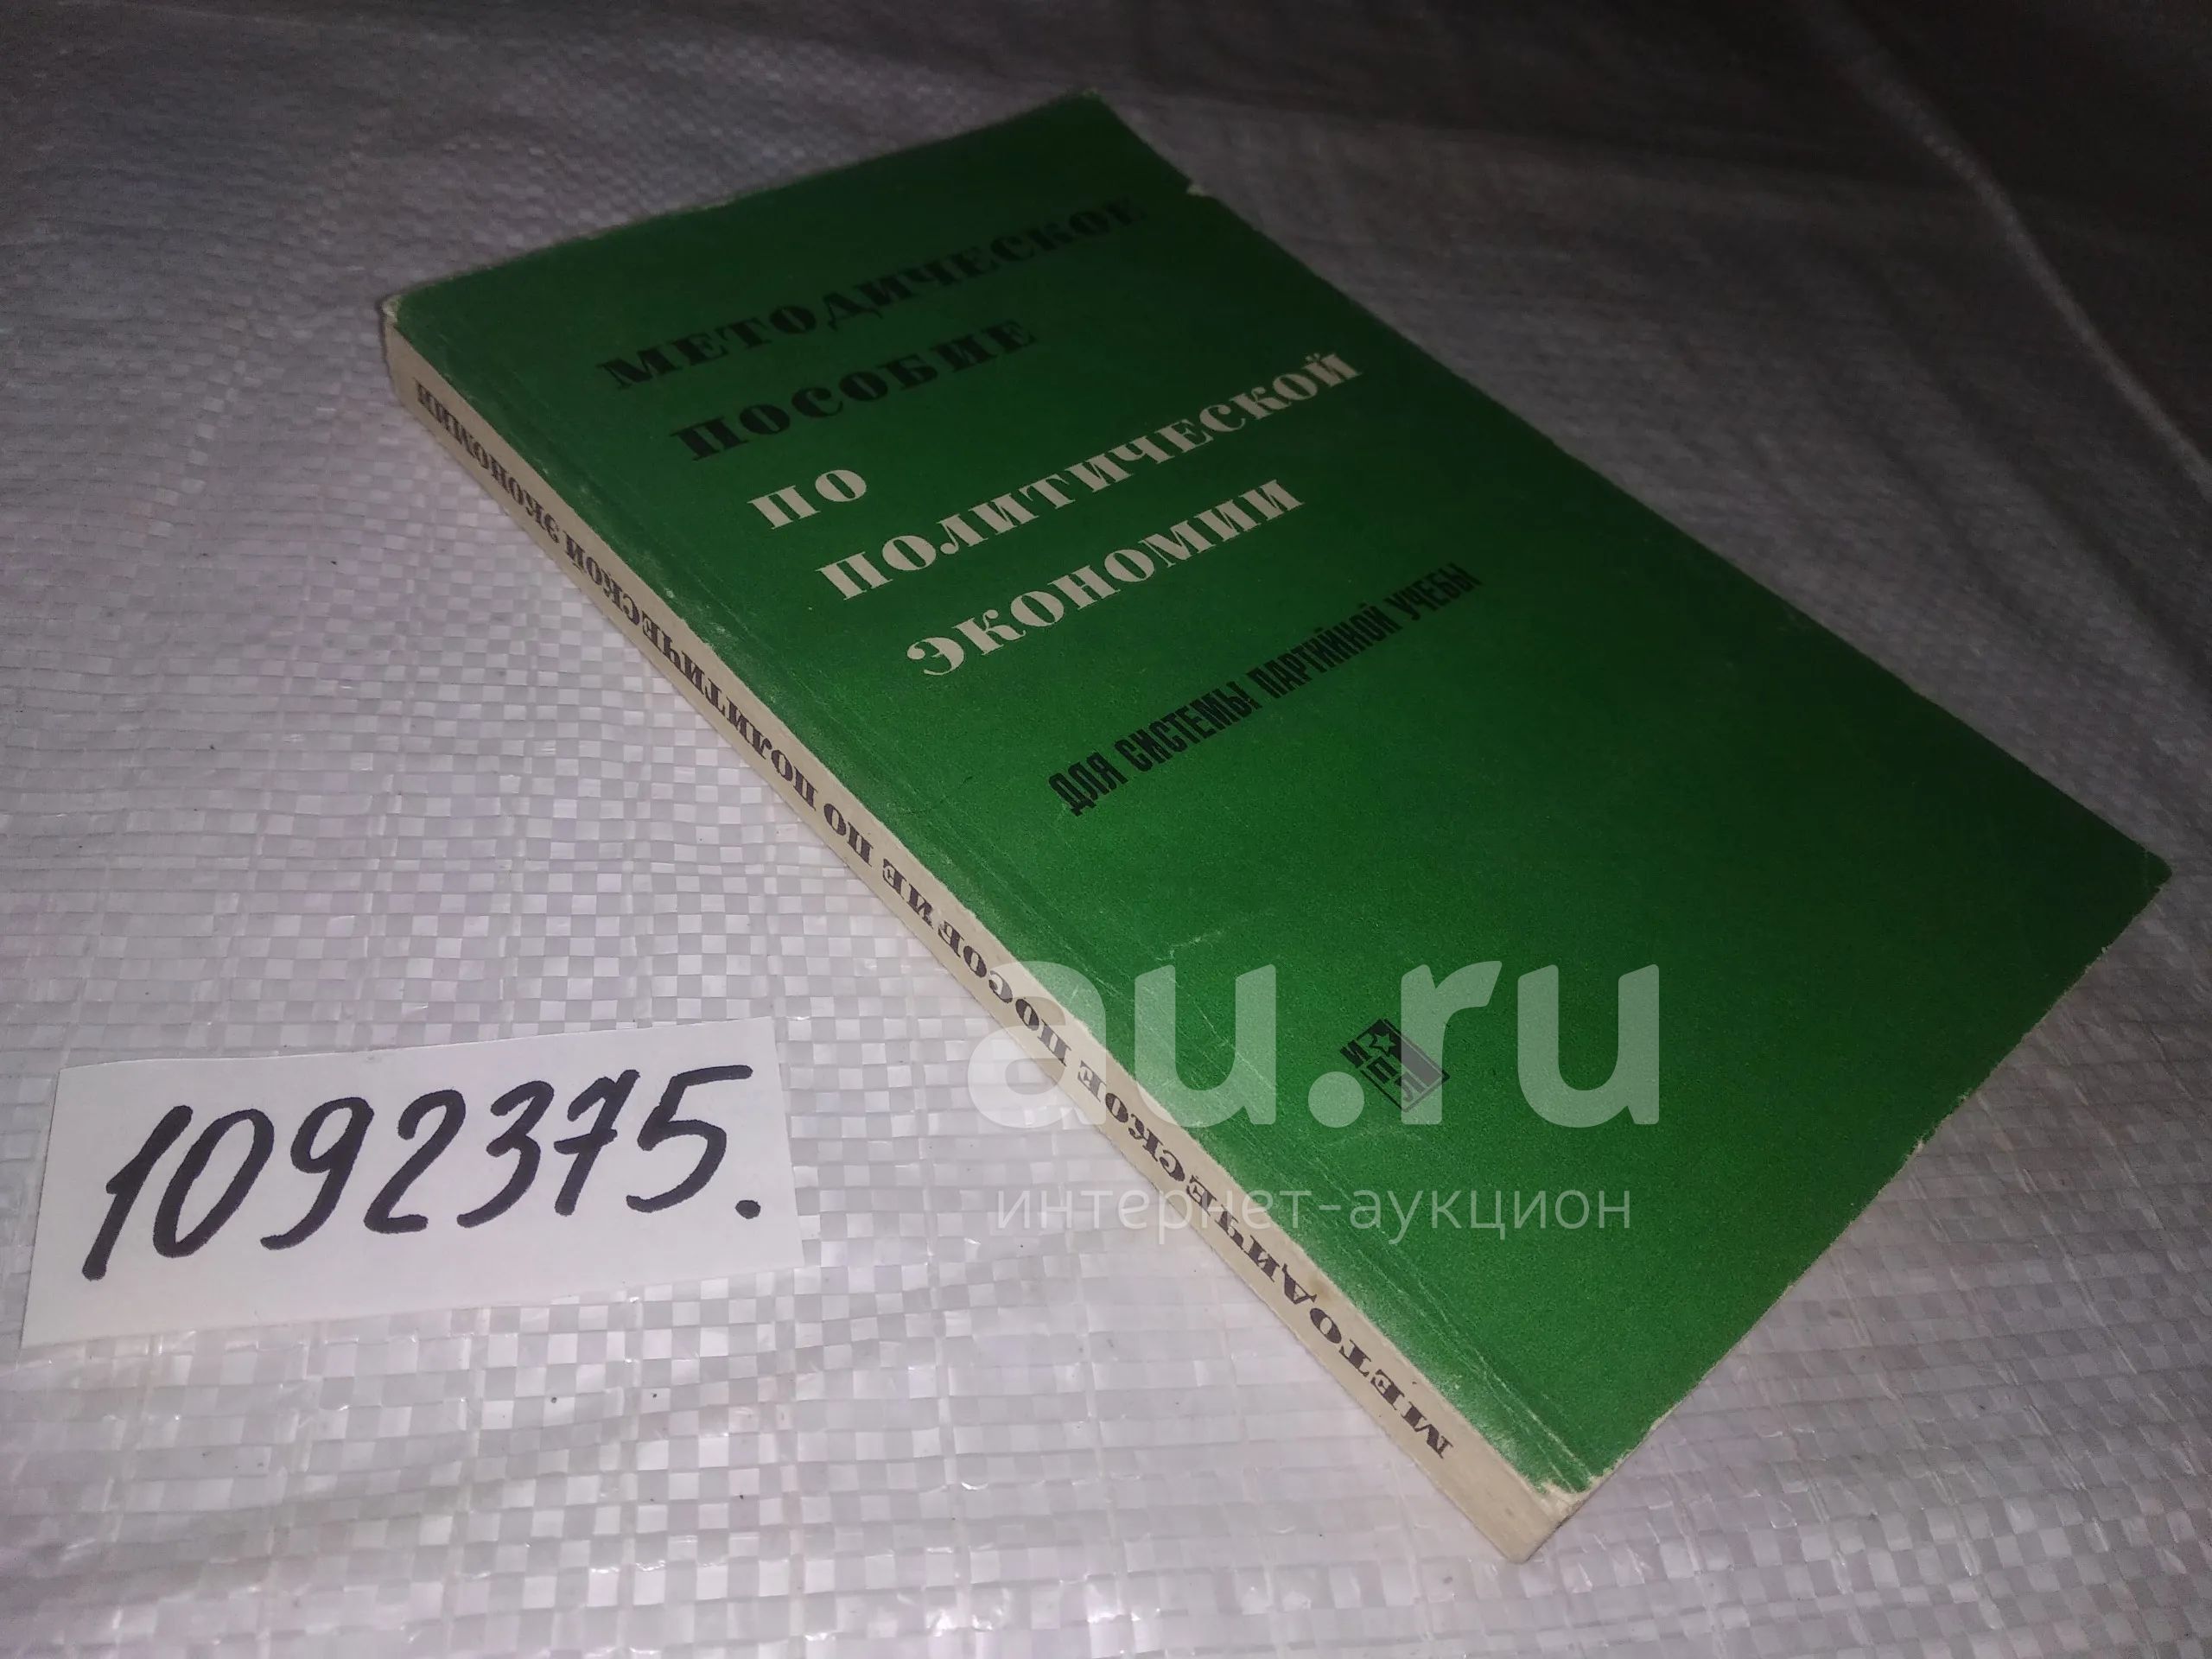 МЕТОДИЧЕСКОЕ
ПОСОБИЕ
ПО
ПОЛИТИЧЕСКОЙ
ЭКОНОМИИ
ДЛЯ СИСТЕМЫ ПАРТИЙНОЙ УЧЕБЫ
ИПЛ
МЕТОДИЧЕСКОЕ ПОСОБИЕ ПО ПОЛИТИЧЕСКОЙ ЭКОНОМИИ
1092375.
au.ru
интернет-аукцион